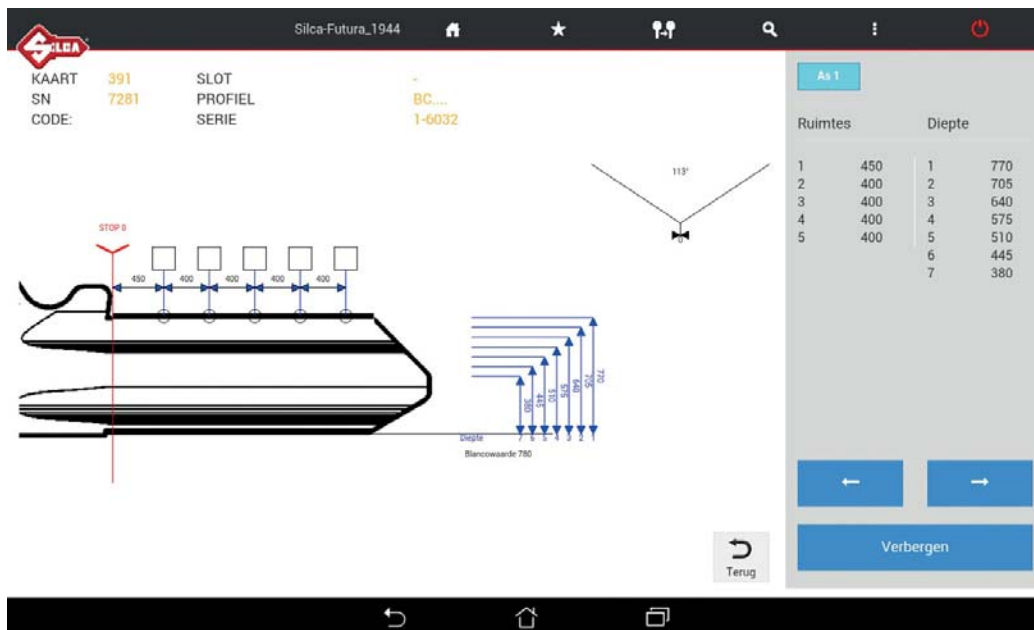 Silca-Futura_1944
SILCA
KAART 391 SLOT -
SN 7281 PROFIEL BC....
CODE: SERIE 1-6032
As 1
Ruimtes Diepte
1 450 1 770
2 400 2 705
3 400 3 640
4 400 4 575
5 400 5 510
6 445
7 380
113°
0
STOP 0
450 400 400 400 400
380 445 510 575 640 705 770
Diepte 7 6 5 4 3 2 1
Blancowaarde 780
Terug
Verbergen